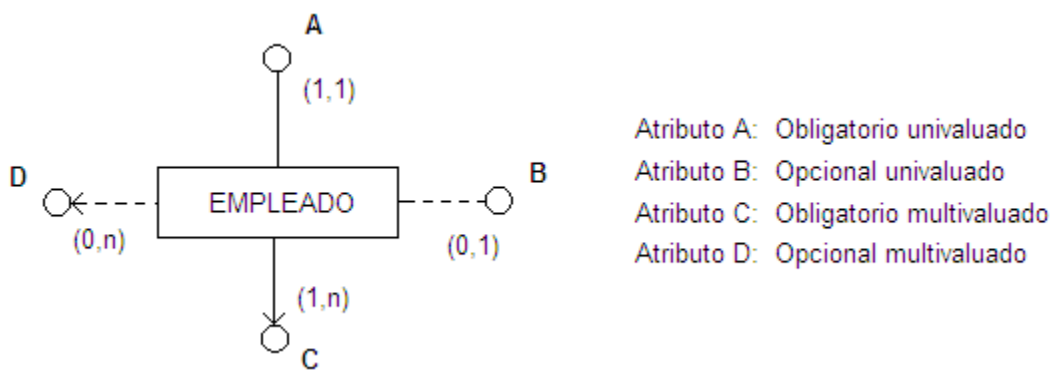 A
(1,1)
D
EMPLEADO
B
(0,n)
(0,1)
(1,n)
C
Atributo A: Obligatorio univaluado
Atributo B: Opcional univaluado
Atributo C: Obligatorio multivaluado
Atributo D: Opcional multivaluado